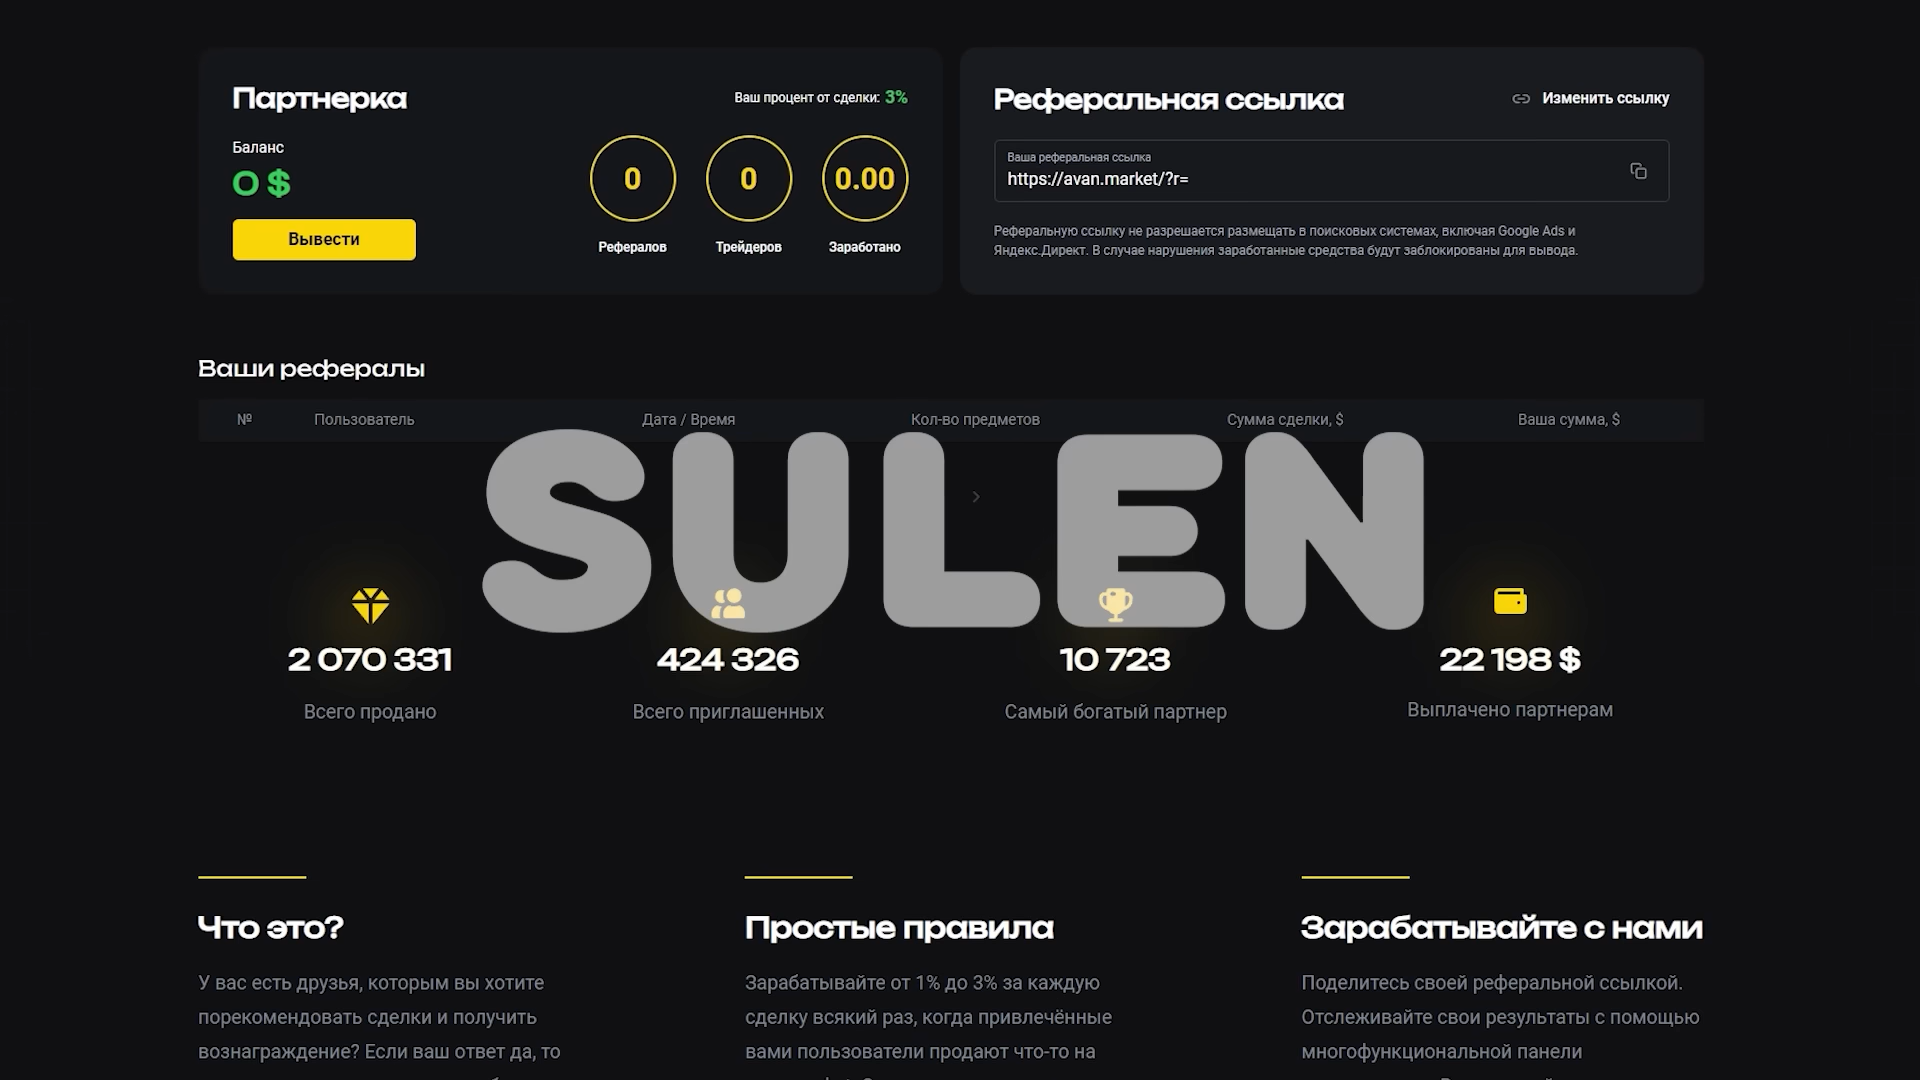 Партнерка
Ваш процент от сделки: 3%
Баланс
0 $
Вывести
0
0
0.00
Рефералов
Трейдеров
Заработано
Реферальная ссылка
Изменить ссылку
Ваша реферальная ссылка
https://avan.market/?r=
Реферальную ссылку не разрешается размещать в поисковых системах, включая Google Ads и
Яндекс.Директ. В случае нарушения заработанные средства будут заблокированы для вывода.
Ваши рефералы
№ Пользователь Дата / Время Кол-во предметов Сумма сделки, $ Ваша сумма, $
SULEN
2 070 331
Всего продано
424 326
Всего приглашенных
10 723
Самый богатый партнер
22 198 $
Выплачено партнерам
Что это?
У вас есть друзья, которым вы хотите
порекомендовать сделки и получить
вознаграждение? Если ваш ответ да, то
Простые правила
Зарабатывайте от 1% до 3% за каждую
сделку всякий раз, когда привлечённые
вами пользователи продают что-то на
Зарабатывайте с нами
Поделитесь своей реферальной ссылкой.
Отслеживайте свои результаты с помощью
многофункциональной панели